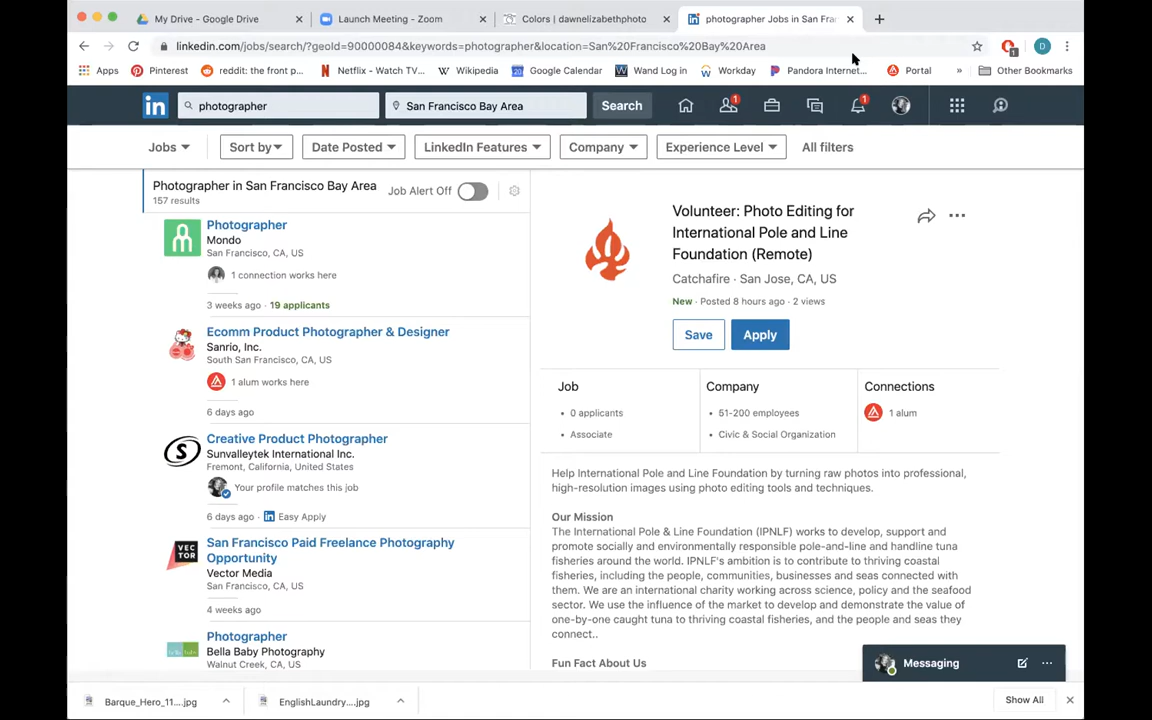 My Drive - Google Drive
Launch Meeting - Zoom
Colors | dawnelizabethphoto
photographer Jobs in San Fran
linkedin.com/jobs/search/?geoId=90000084&keywords=photographer&location=San%20Francisco%20Bay%20Area
1
D
Apps
Pinterest
reddit: the front p...
Netflix - Watch TV...
W Wikipedia
Google Calendar
Wand Log in
Workday
Pandora Internet...
Portal
»
Other Bookmarks
in
photographer
San Francisco Bay Area
Search
1
1
Jobs
Sort by
Date Posted
LinkedIn Features
Company
Experience Level
All filters
Photographer in San Francisco Bay Area
157 results
Job Alert Off
Photographer
Mondo
San Francisco, CA, US
1 connection works here
3 weeks ago · 19 applicants
Ecomm Product Photographer & Designer
Sanrio, Inc.
South San Francisco, CA, US
1 alum works here
6 days ago
Creative Product Photographer
Sunvalleytek International Inc.
Fremont, California, United States
Your profile matches this job
6 days ago · in Easy Apply
VEC
TOR
San Francisco Paid Freelance Photography
Opportunity
Vector Media
San Francisco, CA, US
4 weeks ago
Photographer
Bella Baby Photography
Walnut Creek, CA, US
Volunteer: Photo Editing for
International Pole and Line
Foundation (Remote)
Catchafire · San Jose, CA, US
New · Posted 8 hours ago · 2 views
Save
Apply
Job
• 0 applicants
• Associate
Company
• 51-200 employees
• Civic & Social Organization
Connections
1 alum
Help International Pole and Line Foundation by turning raw photos into professional,
high-resolution images using photo editing tools and techniques.
Our Mission
The International Pole & Line Foundation (IPNLF) works to develop, support and
promote socially and environmentally responsible pole-and-line and handline tuna
fisheries around the world. IPNLF's ambition is to contribute to thriving coastal
fisheries, including the people, communities, businesses and seas connected with
them. We are an international charity working across science, policy and the seafood
sector. We use the influence of the market to develop and demonstrate the value of
one-by-one caught tuna to thriving coastal fisheries, and the people and seas they
connect..
Fun Fact About Us
Messaging
Barque_Hero_11....jpg
EnglishLaundry....jpg
Show All